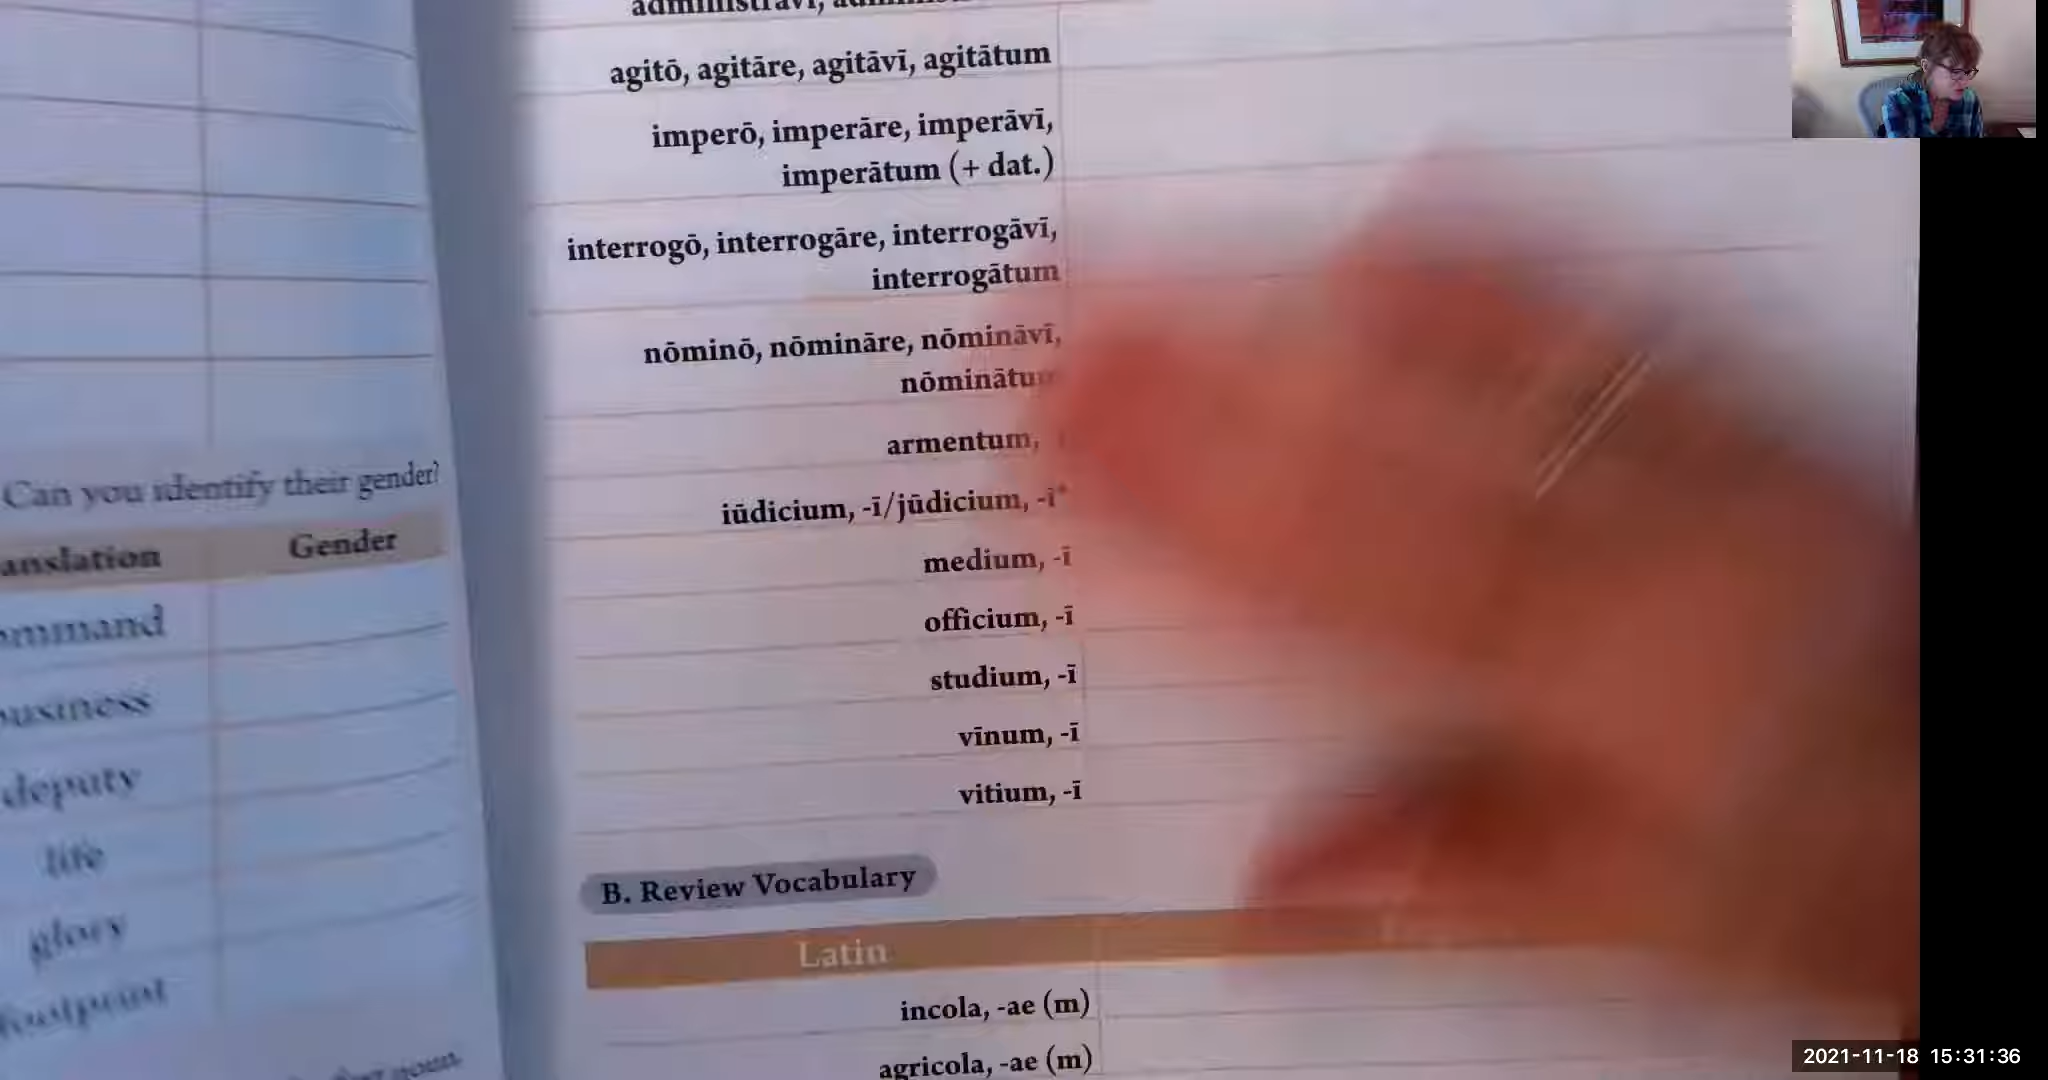 agitō, agitāre, agitāvī, agitātum
imperō, imperāre, imperāvī,
imperātum (+ dat.)
interrogō, interrogāre, interrogāvī,
interrogātum
nōminō, nōmināre, nōmināvī,
armentum,
iūdicium, -ī/jūdicium, -ī*
medium, -ī
officium, -ī
studium, -ī
vīnum, -ī
vitium, -ī
B. Review Vocabulary
Latin
incola, -ae (m)
agricola, -ae (m)
Can you identify their gender?
Gender
deputy
life
glory
2021-11-18 15:31:36